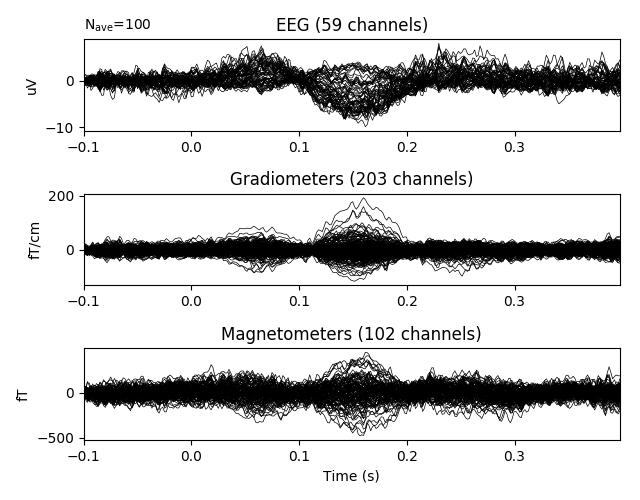 N_ave=100
EEG (59 channels)
uV
0
−10
−0.1 0.0 0.1 0.2 0.3
Gradiometers (203 channels)
fT/cm
200
0
−0.1 0.0 0.1 0.2 0.3
Magnetometers (102 channels)
fT
0
−500
−0.1 0.0 0.1 0.2 0.3
Time (s)